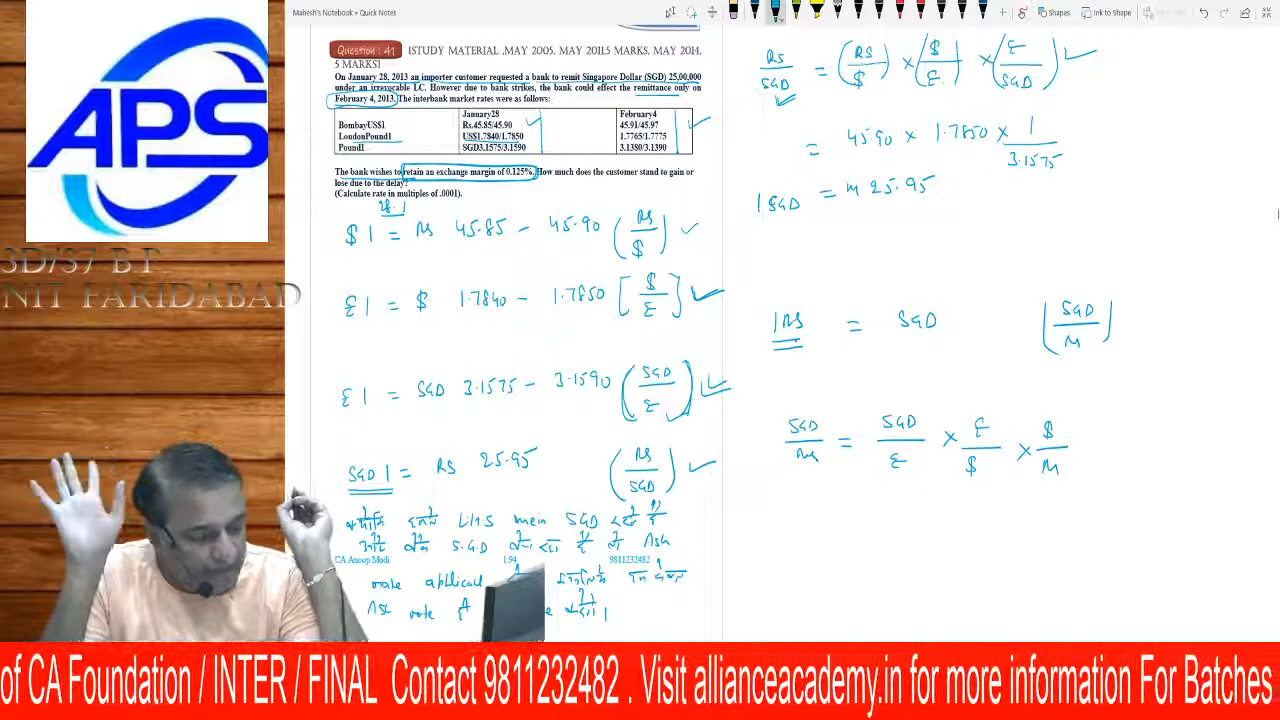 Mahesh's Notebook » Quick Notes
Shapes
Ink to Shape
APS
3D/37 B.P.
NIT FARIDABAD
Question : 41 [STUDY MATERIAL ,MAY 2005, MAY 2011,5 MARKS, MAY 2014,
5 MARKS]
On January 28, 2013 an importer customer requested a bank to remit Singapore Dollar (SGD) 25,00,000
under an irrevocable LC. However due to bank strikes, the bank could effect the remittance only on
February 4, 2013. The interbank market rates were as follows:
January28 February4
BombayUS$1 Rs.45.85/45.90 45.91/45.97
LondonPound1 US$1.7840/1.7850 1.7765/1.7775
Pound1 SGD3.1575/3.1590 3.1380/3.1390
The bank wishes to retain an exchange margin of 0.125%. How much does the customer stand to gain or
lose due to the delay?
(Calculate rate in multiples of .0001).
28.1
$1 = Rs 45.85 - 45.90 (Rs/$)
£1 = $ 1.7840 - 1.7850 [$/£]
£1 = SGD 3.1575 - 3.1590 (SGD/£)
SGD 1 = Rs 25.95 (Rs/SGD)
mein SGD
S.G.D Ask
rate
Ask rate
CA Anoop Modi 1.94 9811232482
Rs/SGD = (Rs/$) × ($/£) × (£/SGD)
= 45.90 × 1.7850 × 1/3.1575
1 SGD = Rs 25.95
1 Rs = SGD (SGD/Rs)
SGD/Rs = SGD/£ × £/$ × $/Rs
of CA Foundation / INTER / FINAL Contact 9811232482 . Visit allianceacademy.in for more information For Batches